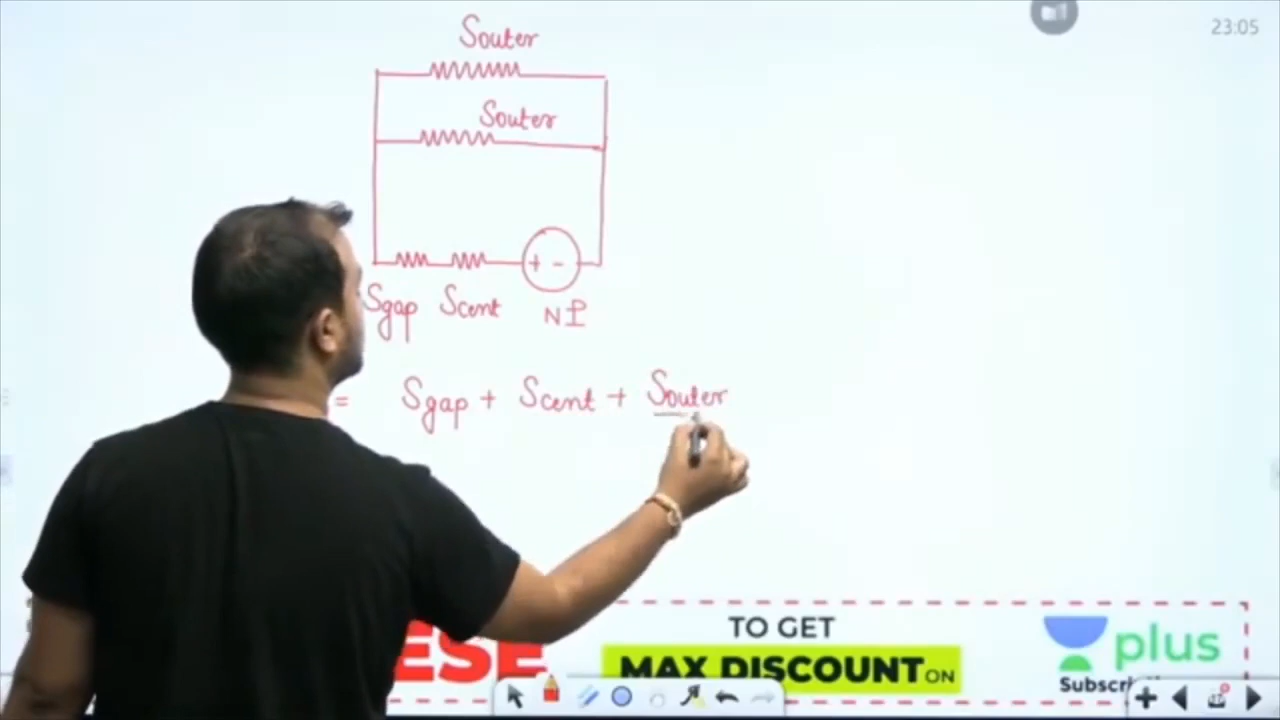 23:05
Souter
Souter
+ -
Sgap Scent NI
= Sgap + Scent + Souter
ESE
TO GET
MAX DISCOUNT ON
plus